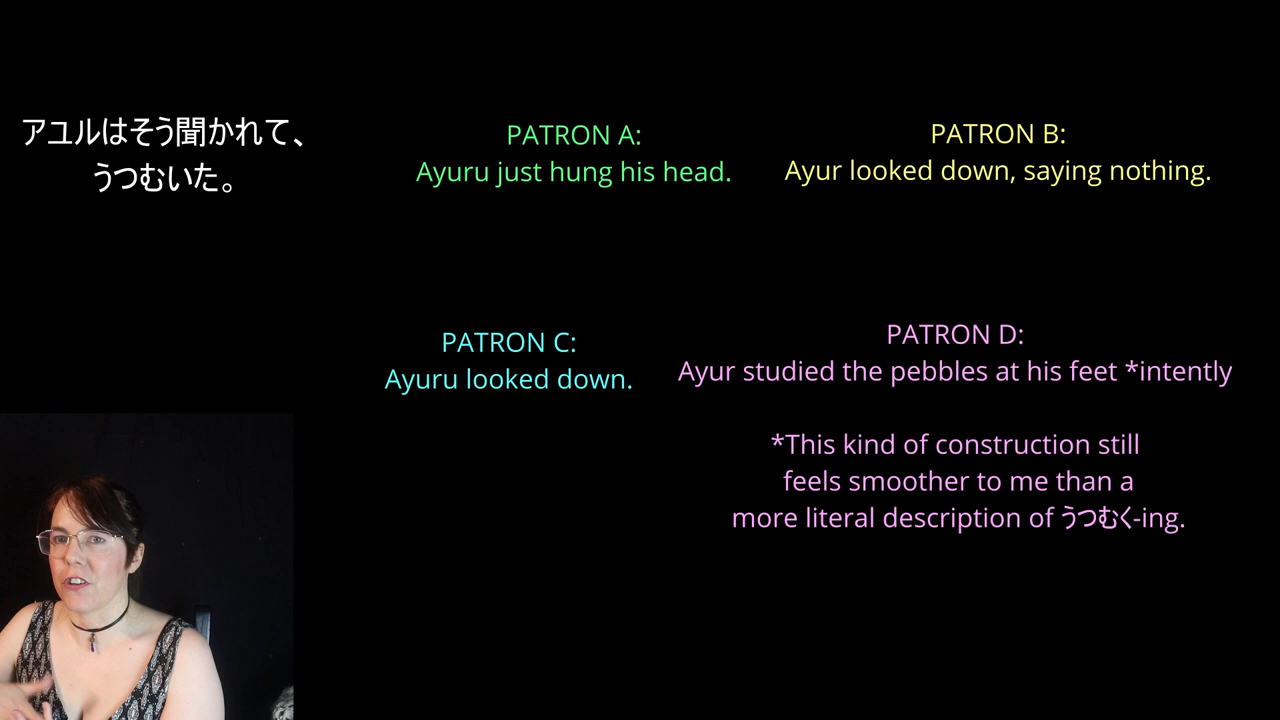 アユルはそう聞かれて、
うつむいた。
PATRON A:
Ayuru just hung his head.
PATRON B:
Ayur looked down, saying nothing.
PATRON C:
Ayuru looked down.
PATRON D:
Ayur studied the pebbles at his feet *intently
*This kind of construction still
feels smoother to me than a
more literal description of うつむく-ing.